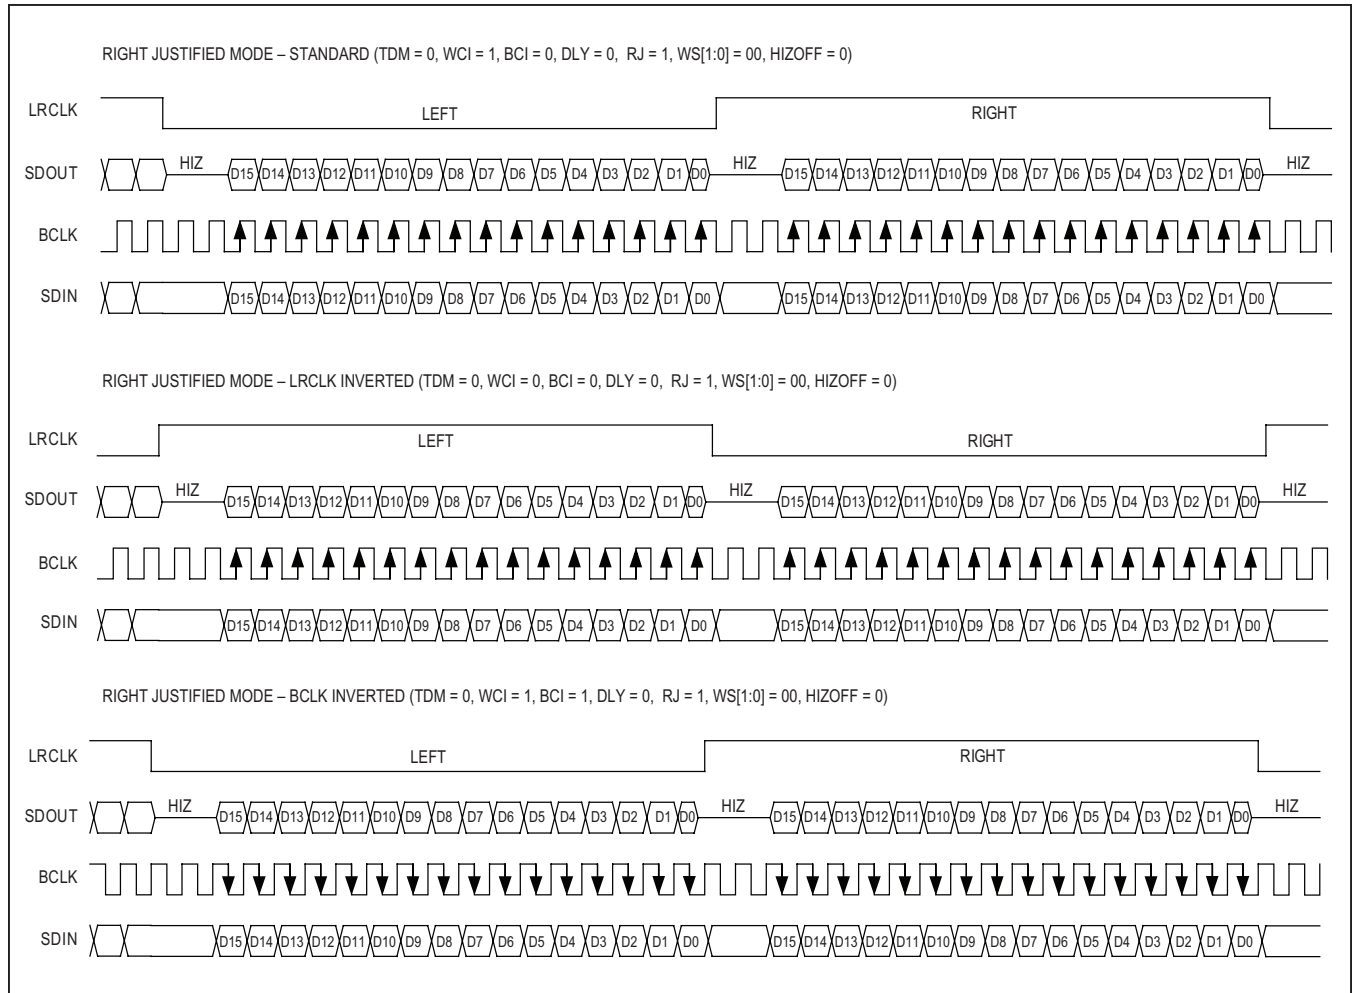 RIGHT JUSTIFIED MODE – STANDARD (TDM = 0, WCI = 1, BCI = 0, DLY = 0, RJ = 1, WS[1:0] = 00, HIZOFF = 0)
LRCLK LEFT RIGHT
SDOUT HIZ D15 D14 D13 D12 D11 D10 D9 D8 D7 D6 D5 D4 D3 D2 D1 D0 HIZ D15 D14 D13 D12 D11 D10 D9 D8 D7 D6 D5 D4 D3 D2 D1 D0 HIZ
BCLK
SDIN D15 D14 D13 D12 D11 D10 D9 D8 D7 D6 D5 D4 D3 D2 D1 D0 D15 D14 D13 D12 D11 D10 D9 D8 D7 D6 D5 D4 D3 D2 D1 D0
RIGHT JUSTIFIED MODE – LRCLK INVERTED (TDM = 0, WCI = 0, BCI = 0, DLY = 0, RJ = 1, WS[1:0] = 00, HIZOFF = 0)
LRCLK LEFT RIGHT
SDOUT HIZ D15 D14 D13 D12 D11 D10 D9 D8 D7 D6 D5 D4 D3 D2 D1 D0 HIZ D15 D14 D13 D12 D11 D10 D9 D8 D7 D6 D5 D4 D3 D2 D1 D0 HIZ
BCLK
SDIN D15 D14 D13 D12 D11 D10 D9 D8 D7 D6 D5 D4 D3 D2 D1 D0 D15 D14 D13 D12 D11 D10 D9 D8 D7 D6 D5 D4 D3 D2 D1 D0
RIGHT JUSTIFIED MODE – BCLK INVERTED (TDM = 0, WCI = 1, BCI = 1, DLY = 0, RJ = 1, WS[1:0] = 00, HIZOFF = 0)
LRCLK LEFT RIGHT
SDOUT HIZ D15 D14 D13 D12 D11 D10 D9 D8 D7 D6 D5 D4 D3 D2 D1 D0 HIZ D15 D14 D13 D12 D11 D10 D9 D8 D7 D6 D5 D4 D3 D2 D1 D0 HIZ
BCLK
SDIN D15 D14 D13 D12 D11 D10 D9 D8 D7 D6 D5 D4 D3 D2 D1 D0 D15 D14 D13 D12 D11 D10 D9 D8 D7 D6 D5 D4 D3 D2 D1 D0